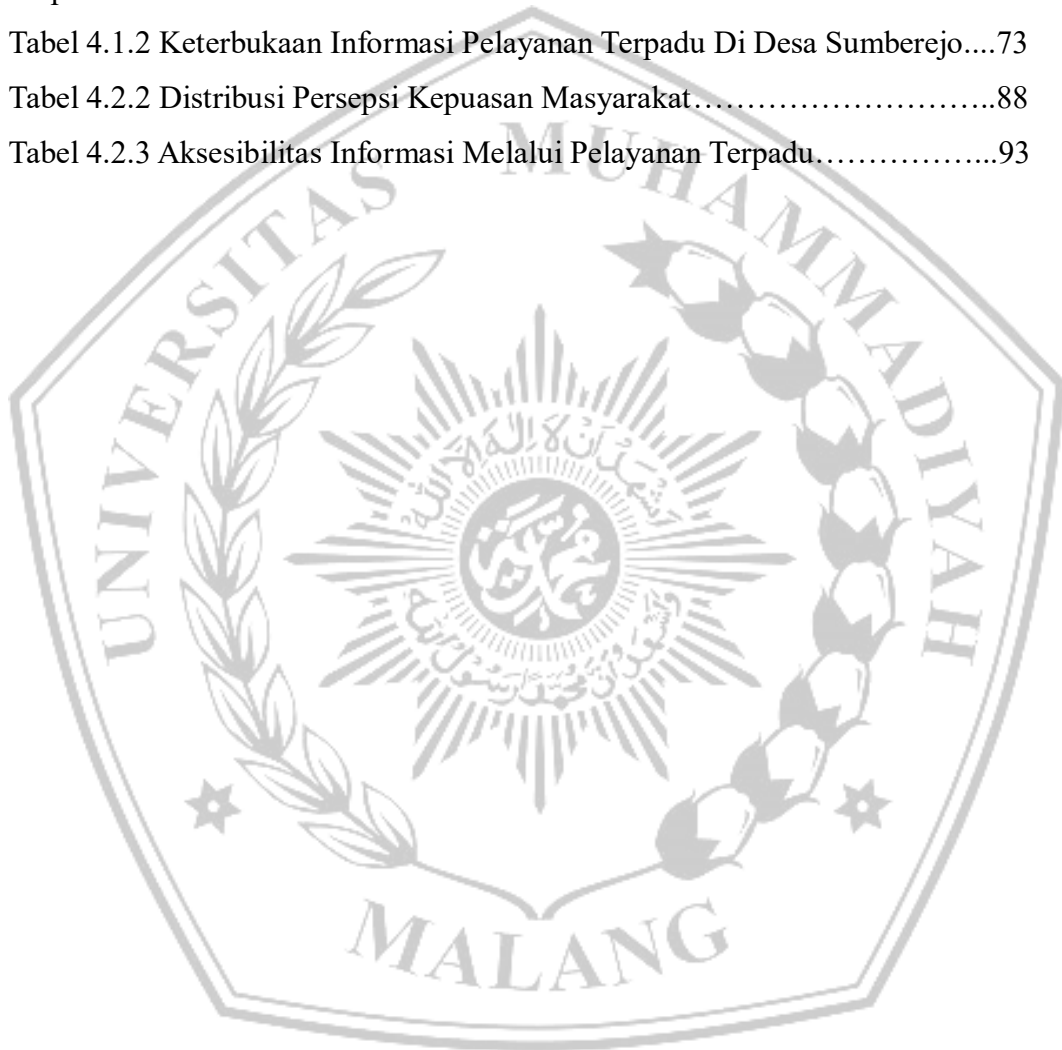 Tabel 4.1.2 Keterbukaan Informasi Pelayanan Terpadu Di Desa Sumberejo....73
Tabel 4.2.2 Distribusi Persepsi Kepuasan Masyarakat………………………..88
Tabel 4.2.3 Aksesibilitas Informasi Melalui Pelayanan Terpadu……………...93
UNIVERSITAS MUHAMMADIYAH
MALANG